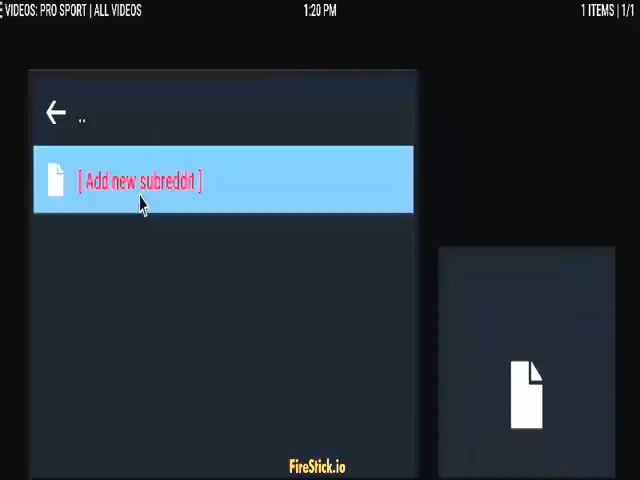 VIDEOS: PRO SPORT | ALL VIDEOS
1:20 PM
1 ITEMS | 1/1
..
[ Add new subreddit ]
FireStick.io